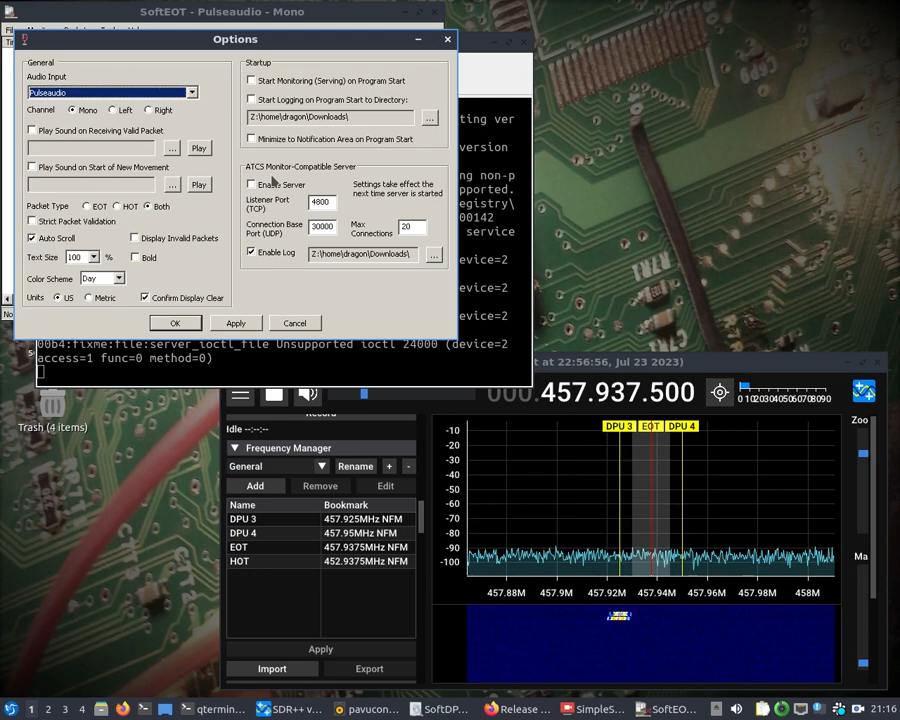 SoftEOT - Pulseaudio - Mono
Options
General
Audio Input
Pulseaudio
Channel Mono Left Right
Play Sound on Receiving Valid Packet
... Play
Play Sound on Start of New Movement
... Play
Packet Type EOT HOT Both
Strict Packet Validation
Auto Scroll Display Invalid Packets
Text Size 100 % Bold
Color Scheme Day
Units US Metric Confirm Display Clear
Startup
Start Monitoring (Serving) on Program Start
Start Logging on Program Start to Directory:
Z:\home\dragon\Downloads\ ...
Minimize to Notification Area on Program Start
ATCS Monitor-Compatible Server
Enable Server
Settings take effect the
next time server is started
Listener Port
(TCP)
4800
Connection Base
Port (UDP)
30000
Max
Connections
20
Enable Log Z:\home\dragon\Downloads\ ...
OK Apply Cancel
ting ver
version
ng non-p
pported.
egistry\
00142
service
device=2
device=2
device=2
00b4:fixme:file:server_ioctl_file Unsupported ioctl 24000 (device=2
access=1 func=0 method=0)
Trash (4 items)
t at 22:56:56, Jul 23 2023)
000.457.937.500
0 102030405060708090
Record
Idle --:--:--
Frequency Manager
General Rename + -
Add Remove Edit
Name Bookmark
DPU 3 457.925MHz NFM
DPU 4 457.95MHz NFM
EOT 457.9375MHz NFM
HOT 452.9375MHz NFM
Apply
Import Export
DPU 3 EOT DPU 4
-10
-20
-30
-40
-50
-60
-70
-80
-90
-100
457.88M 457.9M 457.92M 457.94M 457.96M 457.98M 458M
Zoo
Ma
1 2 3 4 qtermin... SDR++ v... pavucon... SoftDP... Release ... SimpleS... SoftEO... 21:16